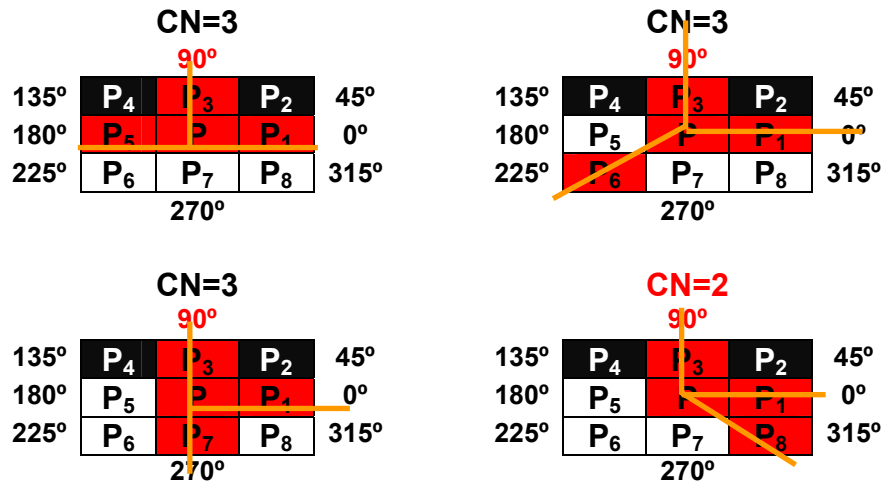 CN=3 CN=3
90º 90º
135º P4 P3 P2 45º 135º P4 P3 P2 45º
180º P5 P P1 0º 180º P5 P P1 0º
225º P6 P7 P8 315º 225º P6 P7 P8 315º
270º 270º
CN=3 CN=2
90º 90º
135º P4 P3 P2 45º 135º P4 P3 P2 45º
180º P5 P P1 0º 180º P5 P P1 0º
225º P6 P7 P8 315º 225º P6 P7 P8 315º
270º 270º